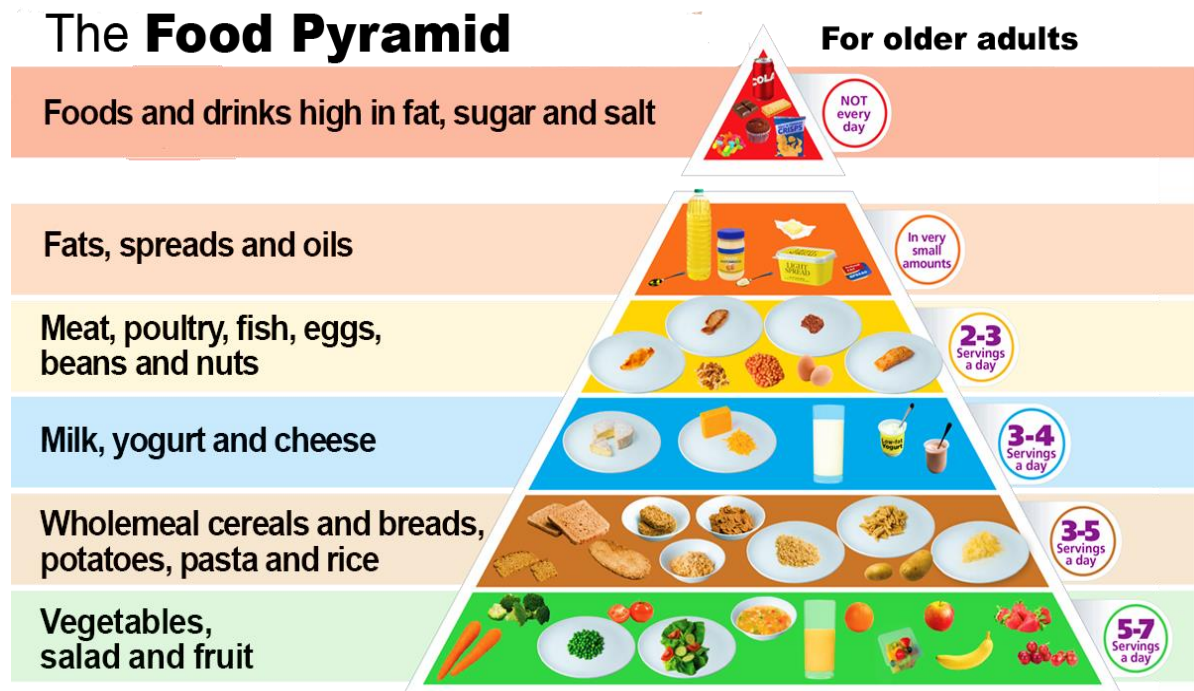 The Food Pyramid
For older adults
Foods and drinks high in fat, sugar and salt
COLA
CRISPS
NOT
every
day
Fats, spreads and oils
LIGHT
SPREAD
In very
small
amounts
Meat, poultry, fish, eggs,
beans and nuts
2-3
Servings
a day
Milk, yogurt and cheese
Low-fat
Yogurt
3-4
Servings
a day
Wholemeal cereals and breads,
potatoes, pasta and rice
3-5
Servings
a day
Vegetables,
salad and fruit
5-7
Servings
a day